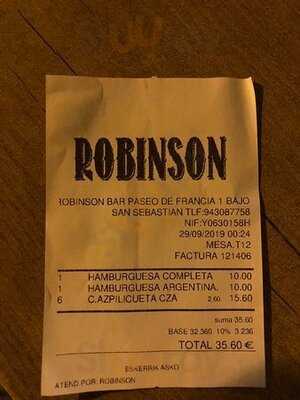 ROBINSON
ROBINSON BAR PASEO DE FRANCIA 1 BAJO
SAN SEBASTIAN TLF:943087758
NIF:Y0630158H
29/09/2019 00:24
MESA.T12
FACTURA 121406
1 HAMBURGUESA COMPLETA 10.00
1 HAMBURGUESA ARGENTINA. 10.00
6 C.AZPILICUETA CZA 2.60 15.60
suma 35.60
BASE 32.360 10% 3.236
TOTAL 35.60 €
ESKERRIK ASKO
ATEND.POR: ROBINSON